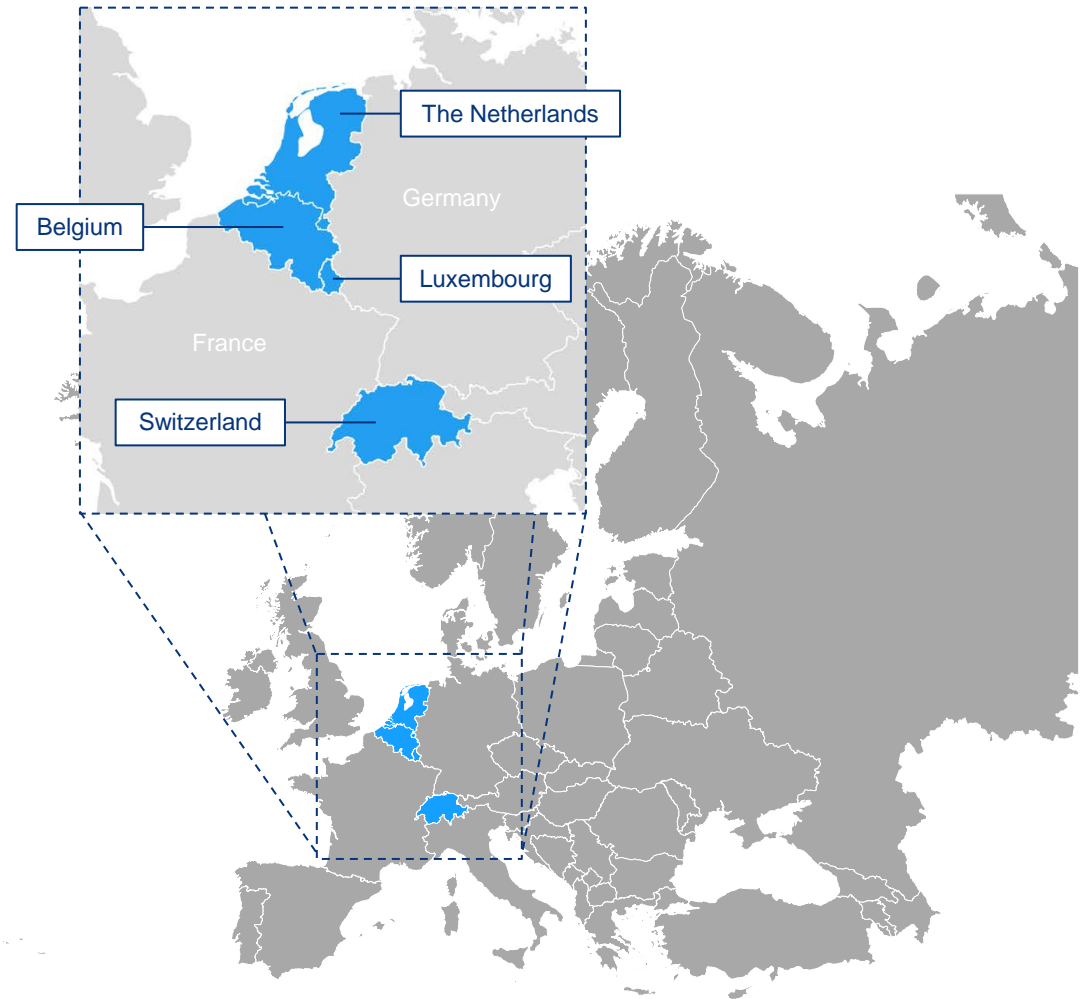 The Netherlands
Germany
Belgium
Luxembourg
France
Switzerland